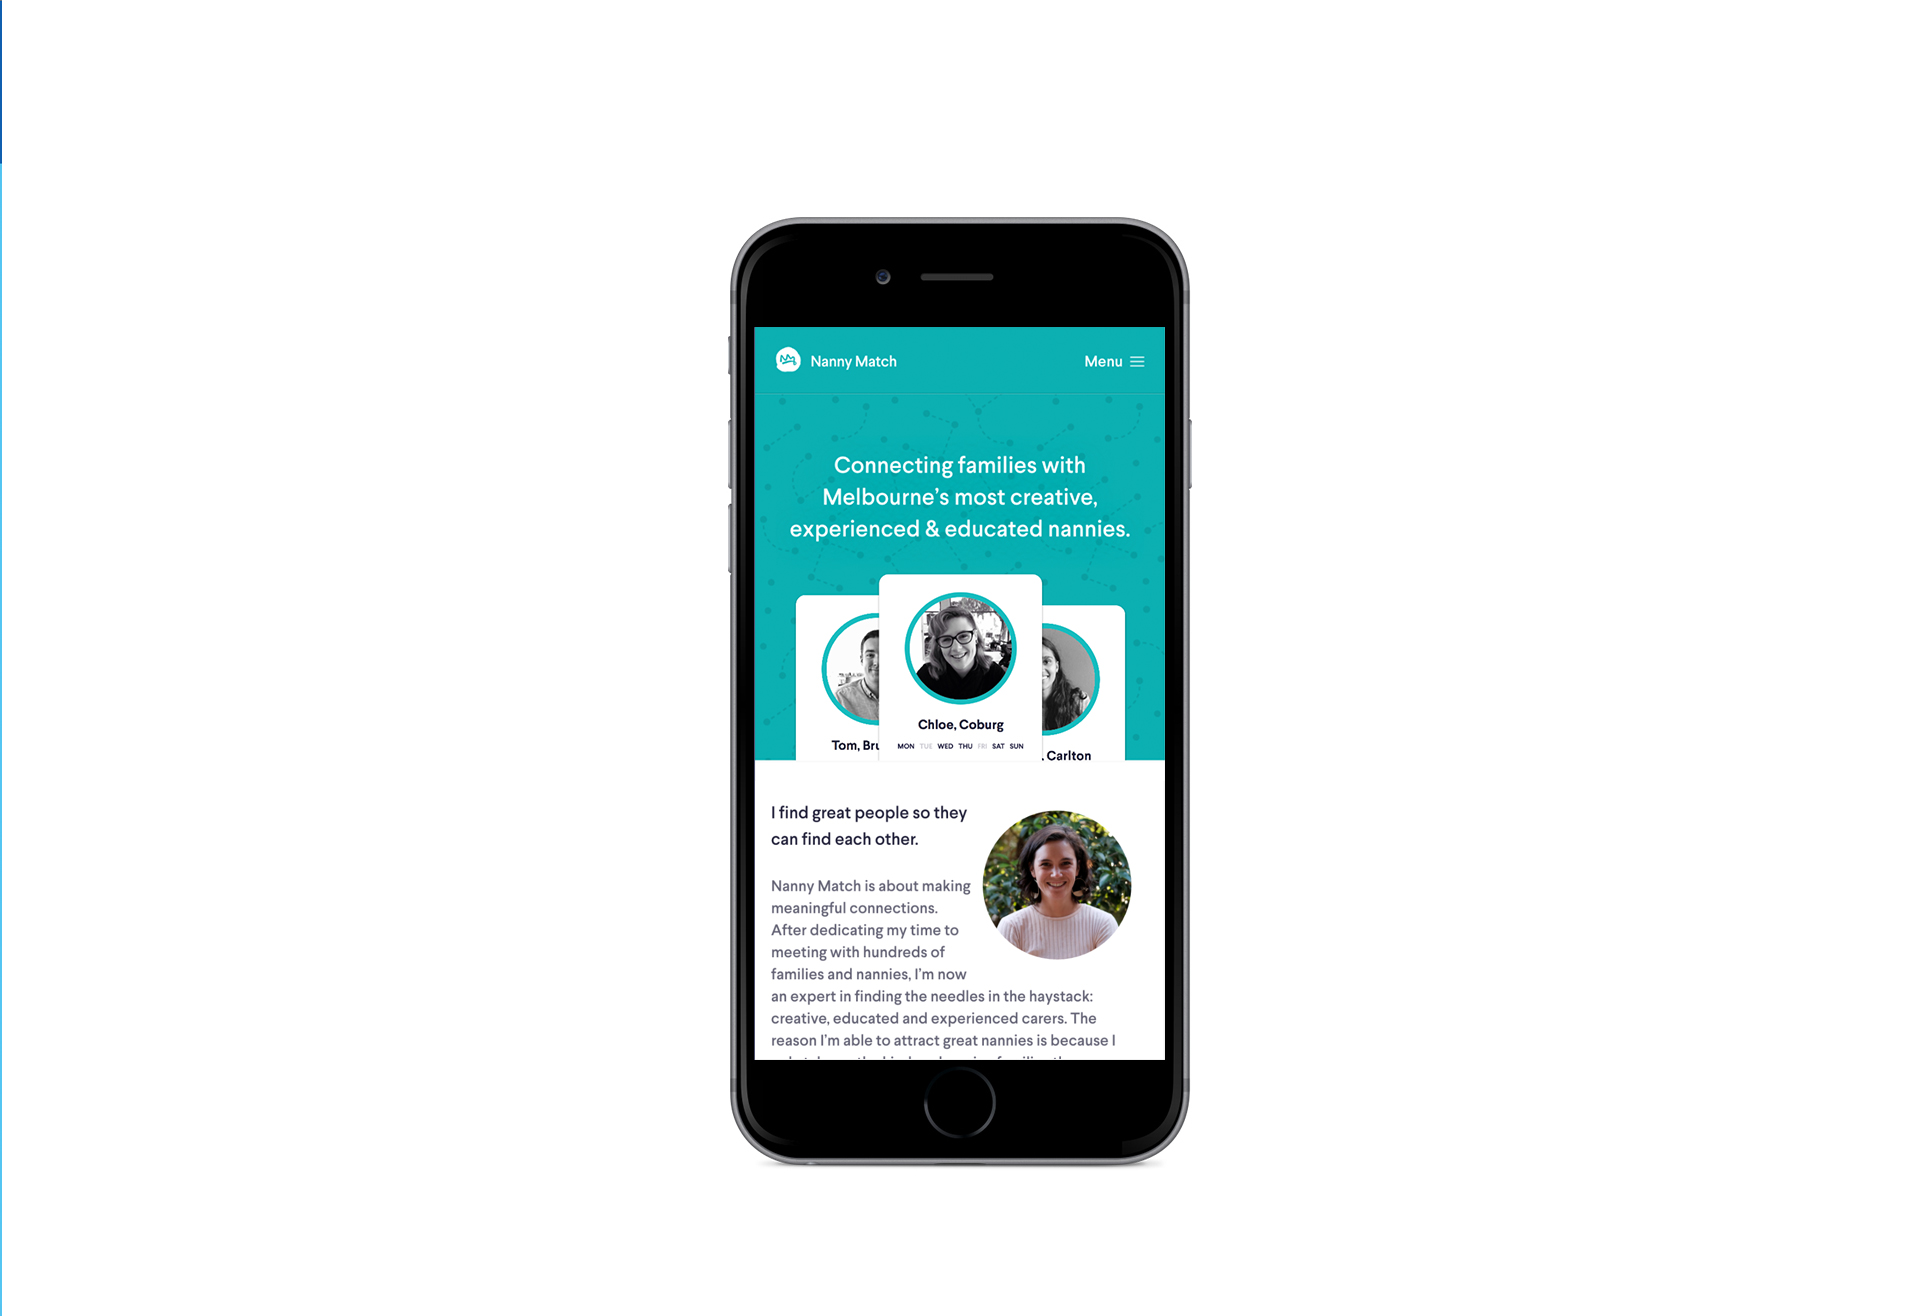 Nanny Match
Menu
Connecting families with
Melbourne's most creative,
experienced & educated nannies.
Chloe, Coburg
MON TUE WED THU FRI SAT SUN
Tom,
, Carlton
I find great people so they
can find each other.
Nanny Match is about making
meaningful connections.
After dedicating my time to
meeting with hundreds of
families and nannies, I'm now
an expert in finding the needles in the haystack:
creative, educated and experienced carers. The
reason I'm able to attract great nannies is because I